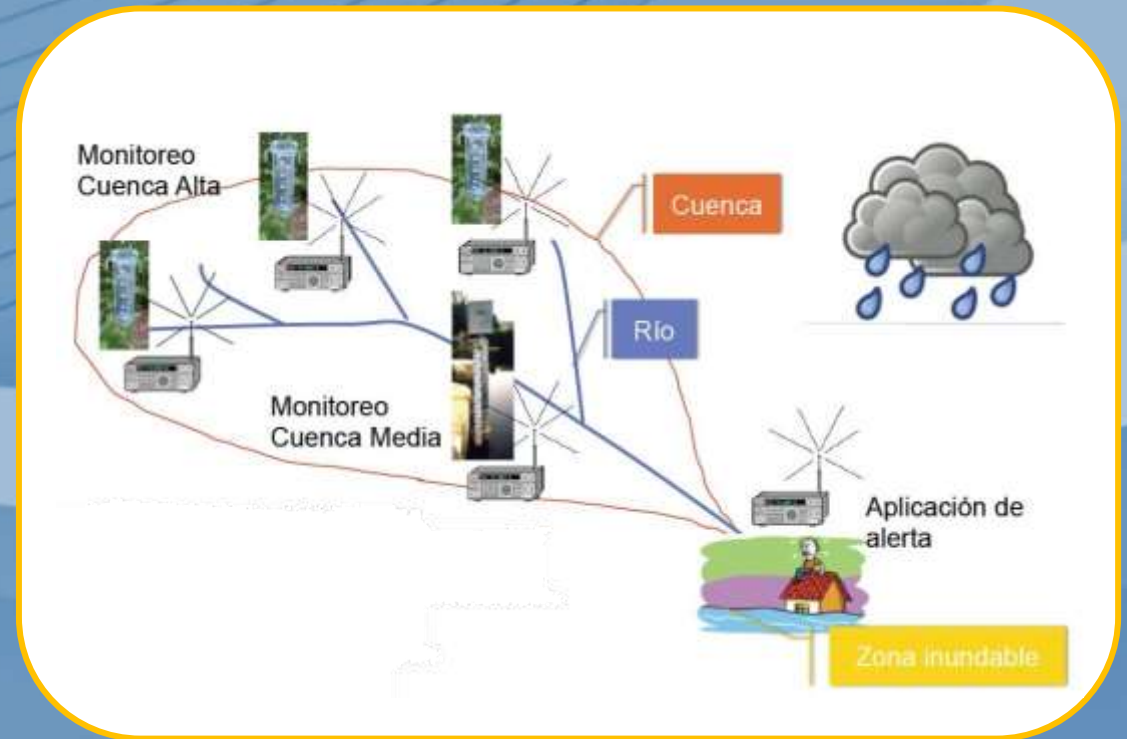 Monitoreo
Cuenca Alta
Cuenca
Río
Monitoreo
Cuenca Media
Aplicación de
alerta
Zona inundable